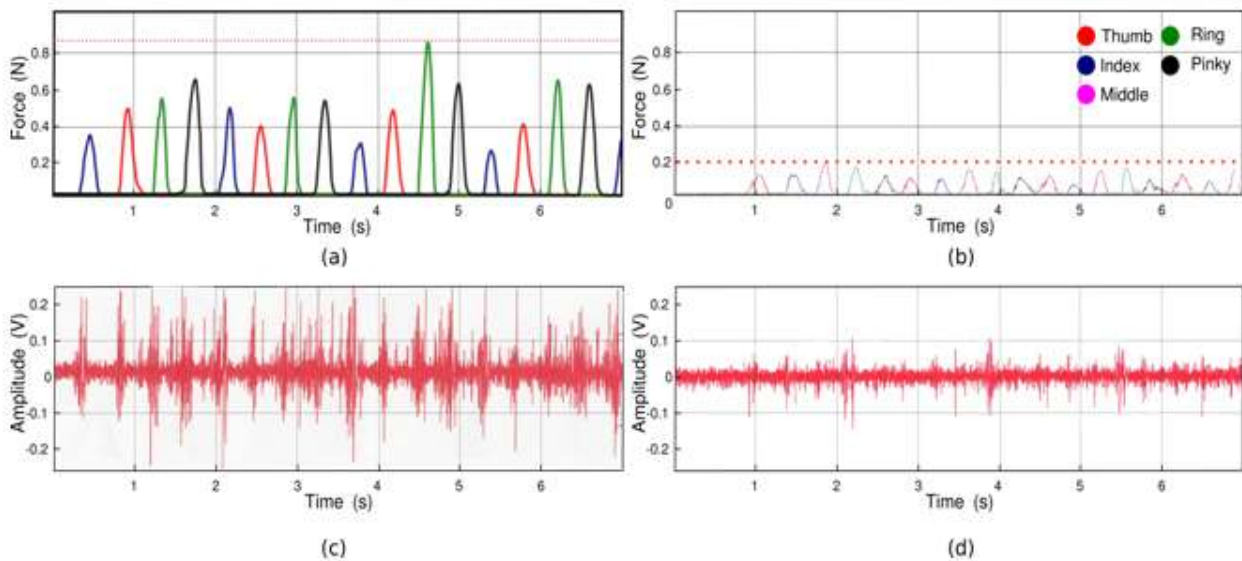 Force (N)
0.8
0.6
0.4
0.2
1 2 3 4 5 6
Time (s)
(a)
Force (N)
0.8
0.6
0.4
0.2
0
1 2 3 4 5 6
Time (s)
Thumb Ring
Index Pinky
Middle
(b)
Amplitude (V)
0.2
0.1
0
-0.1
-0.2
1 2 3 4 5 6
Time (s)
(c)
Amplitude (V)
0.2
0.1
0
-0.1
-0.2
1 2 3 4 5 6
Time (s)
(d)